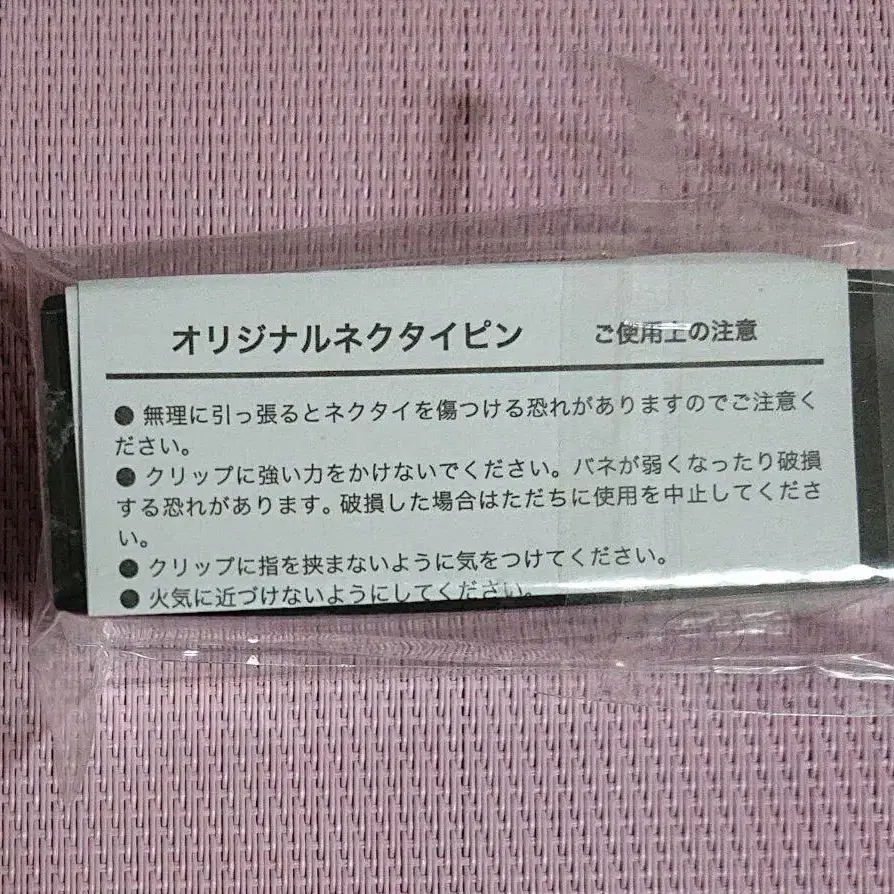 オリジナルネクタイピン ご使用上の注意
●無理に引っ張るとネクタイを傷つける恐れがありますのでご注意く
ださい。
●クリップに強い力をかけないでください。バネが弱くなったり破損
する恐れがあります。破損した場合はただちに使用を中止してくださ
い。
●クリップに指を挟まないように気をつけてください。
●火気に近づけないようにしてください。